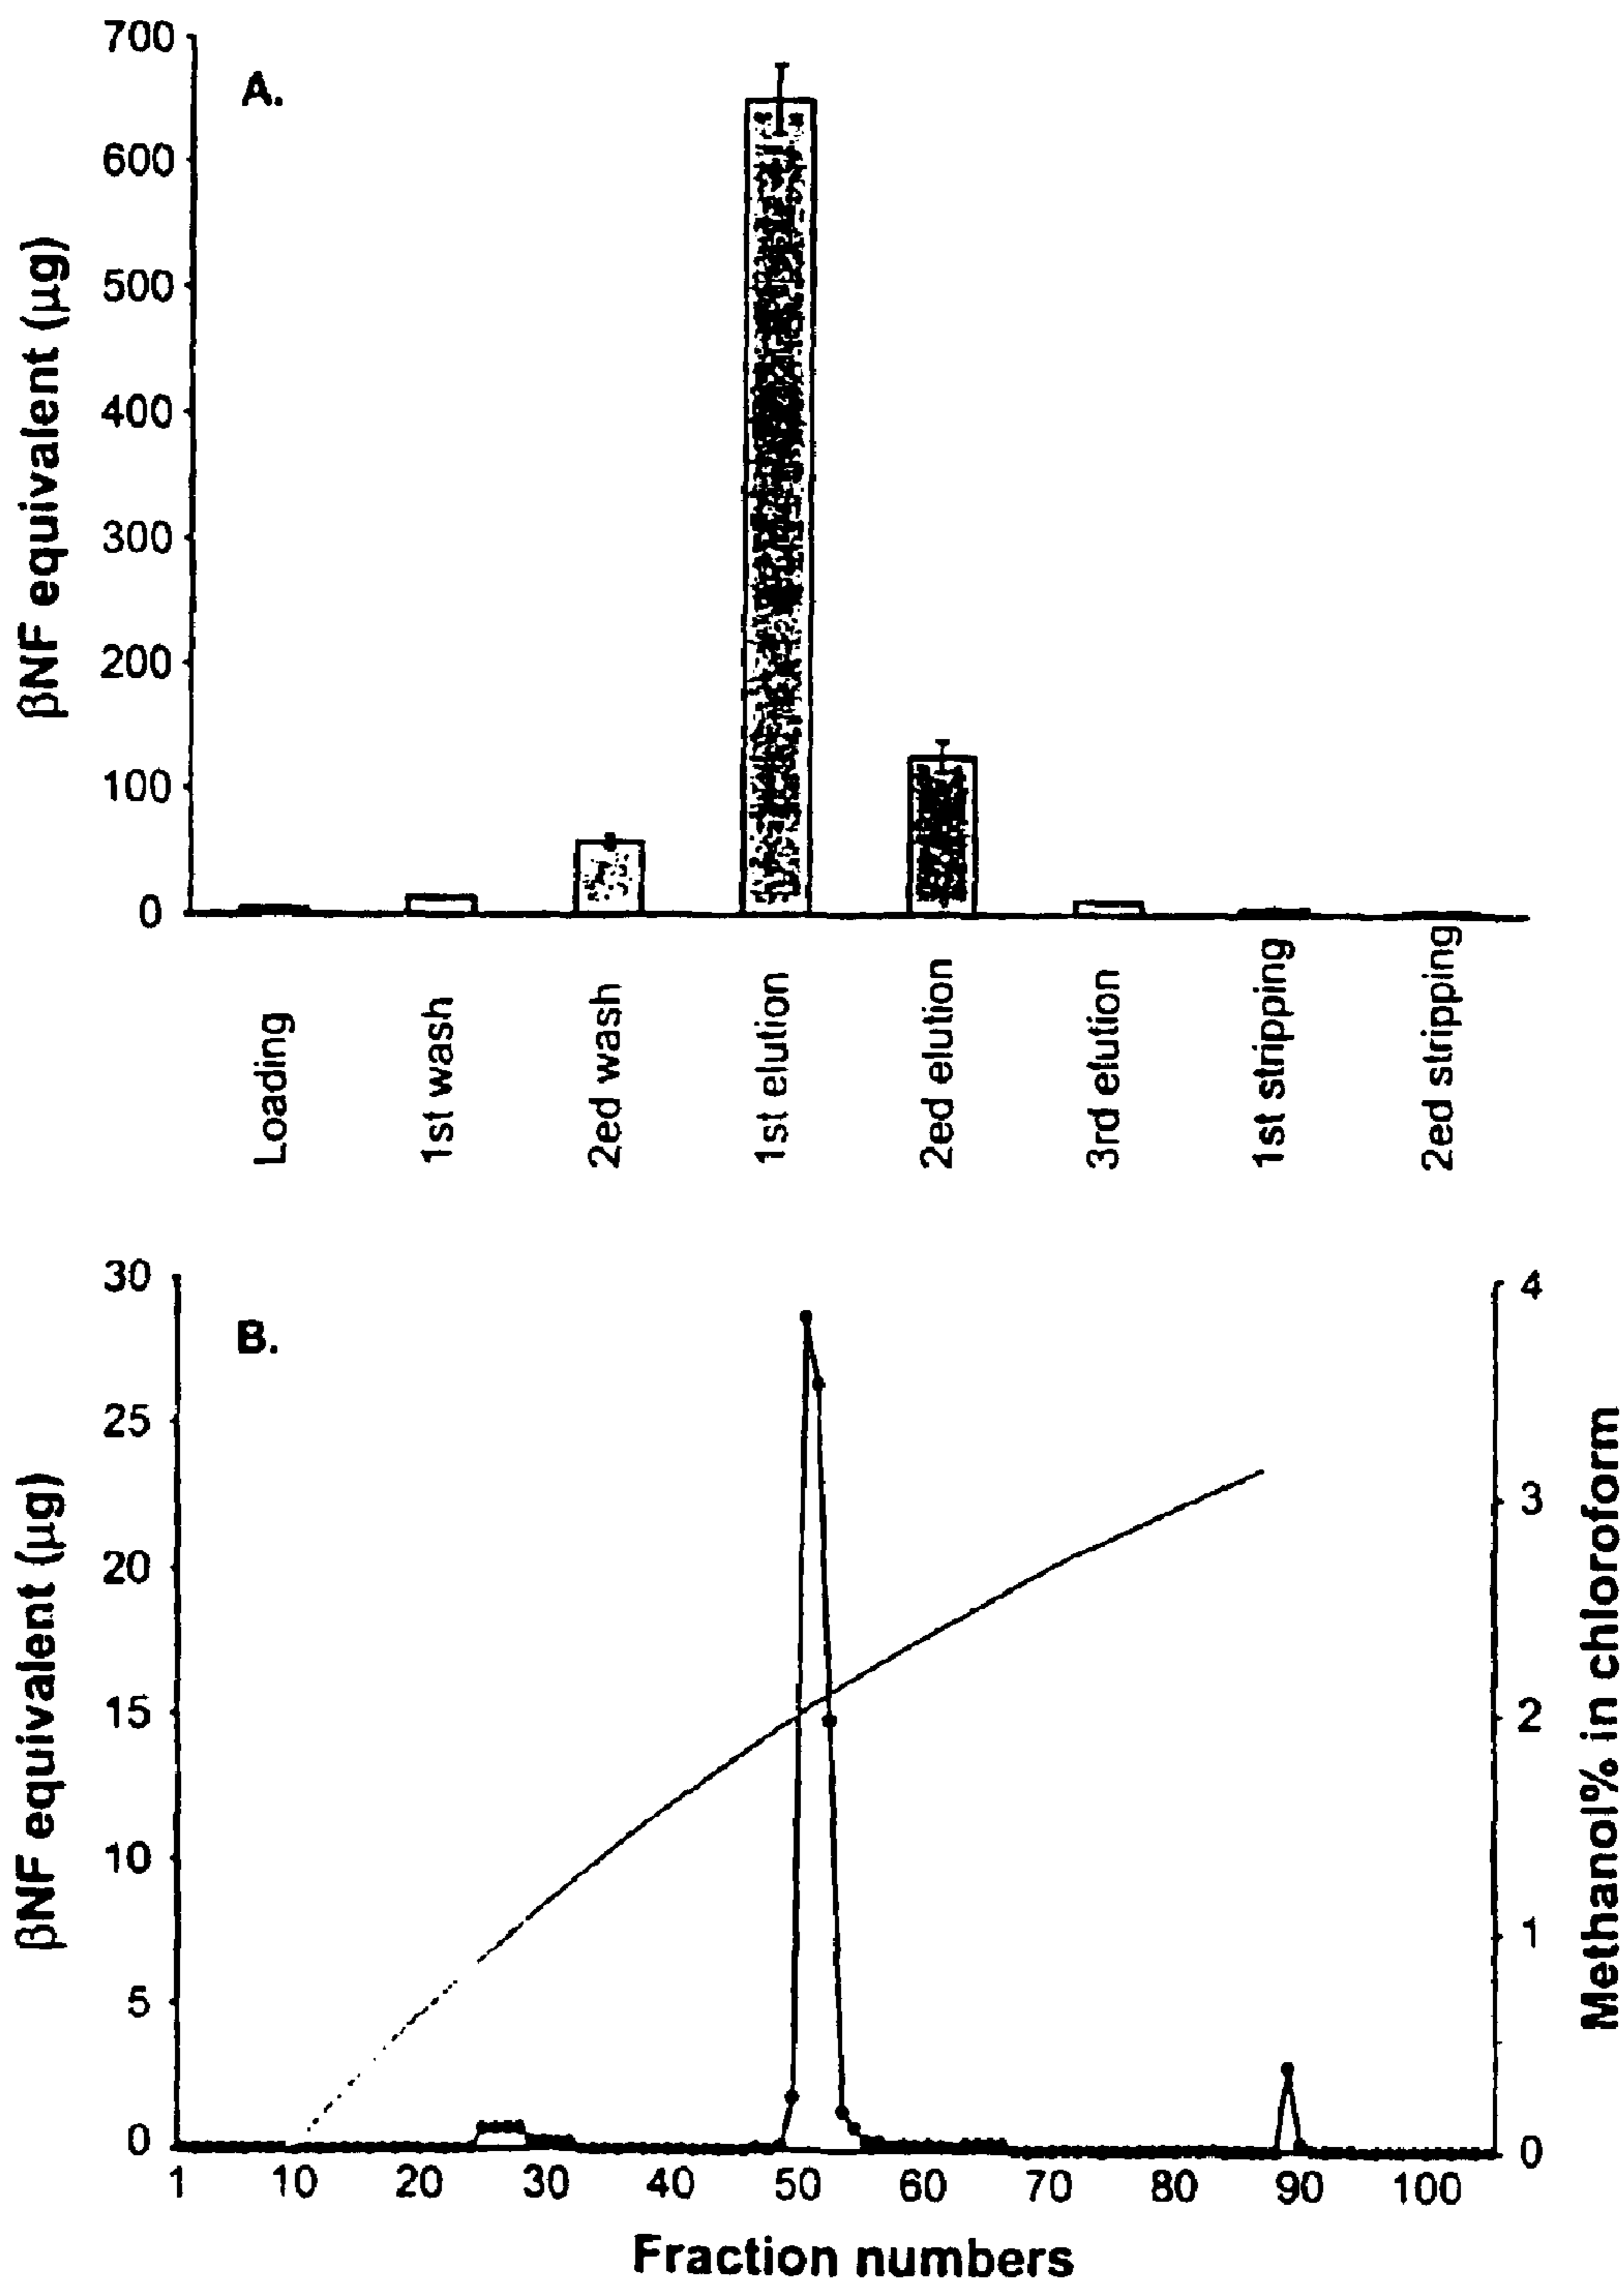 A.
βNF equivalent (µg)
700
600
500
400
300
200
100
0
Loading
1st wash
2ed wash
1st elution
2ed elution
3rd elution
1st stripping
2ed stripping
B.
βNF equivalent (µg)
30
25
20
15
10
5
0
Methanol% in chloroform
4
3
2
1
0
1 10 20 30 40 50 60 70 80 90 100
Fraction numbers